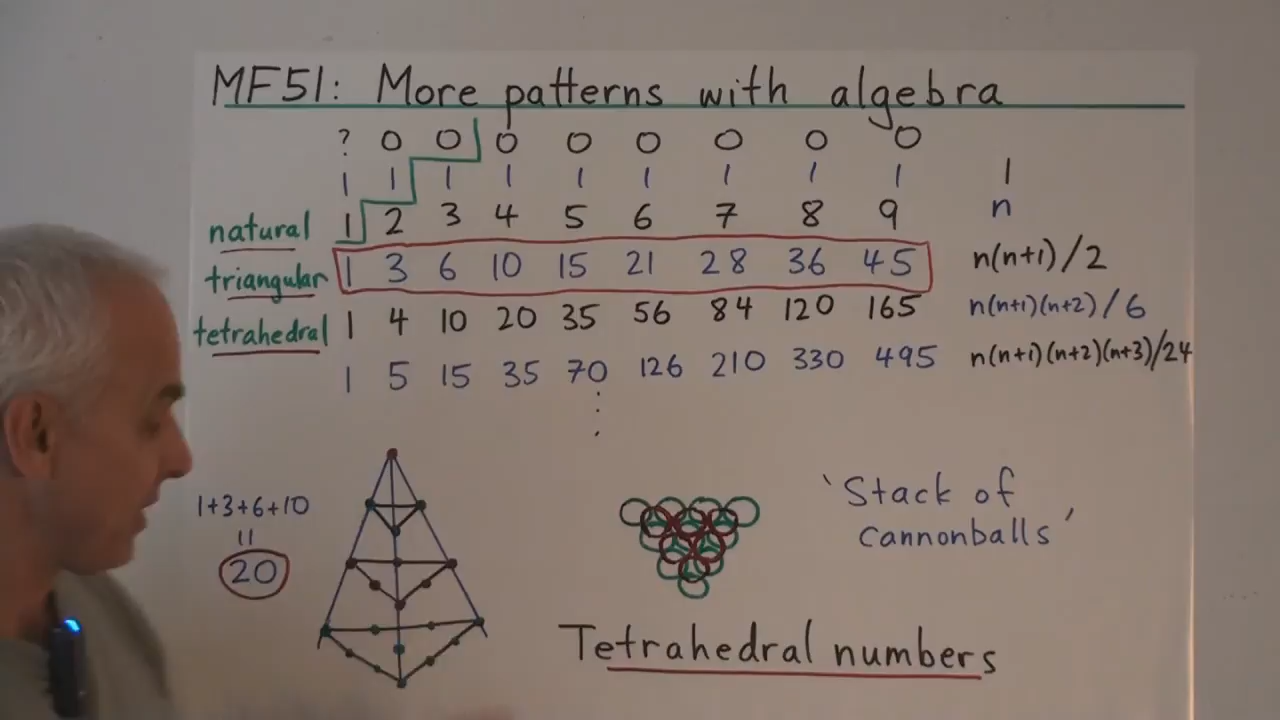 MF51: More patterns with algebra
? 0 0 0 0 0 0 0 0
1 1 1 1 1 1 1 1 1 1
natural 1 2 3 4 5 6 7 8 9 n
triangular 1 3 6 10 15 21 28 36 45 n(n+1)/2
tetrahedral 1 4 10 20 35 56 84 120 165 n(n+1)(n+2)/6
1 5 15 35 70 126 210 330 495 n(n+1)(n+2)(n+3)/24
1+3+6+10
=
20
'Stack of
cannonballs'
Tetrahedral numbers